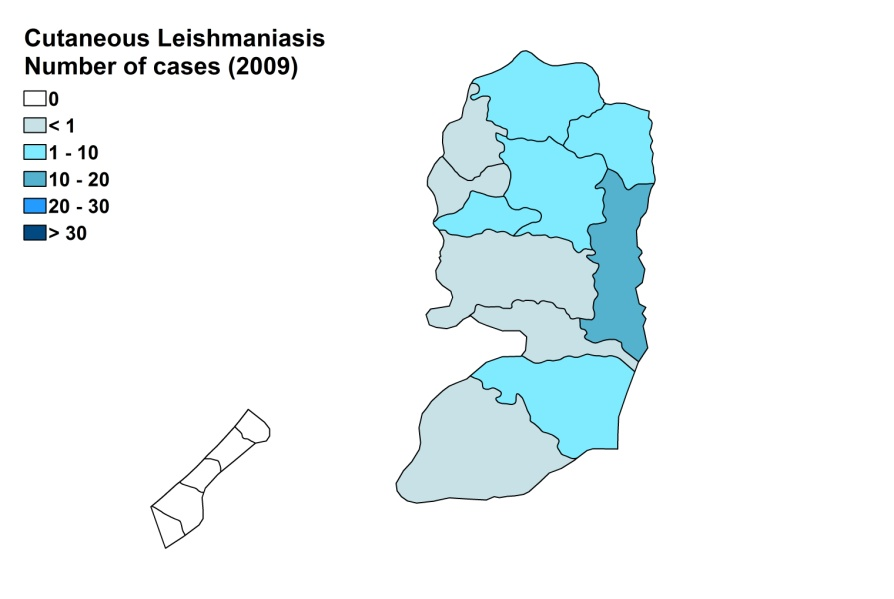 Cutaneous Leishmaniasis
Number of cases (2009)
0
< 1
1 - 10
10 - 20
20 - 30
> 30